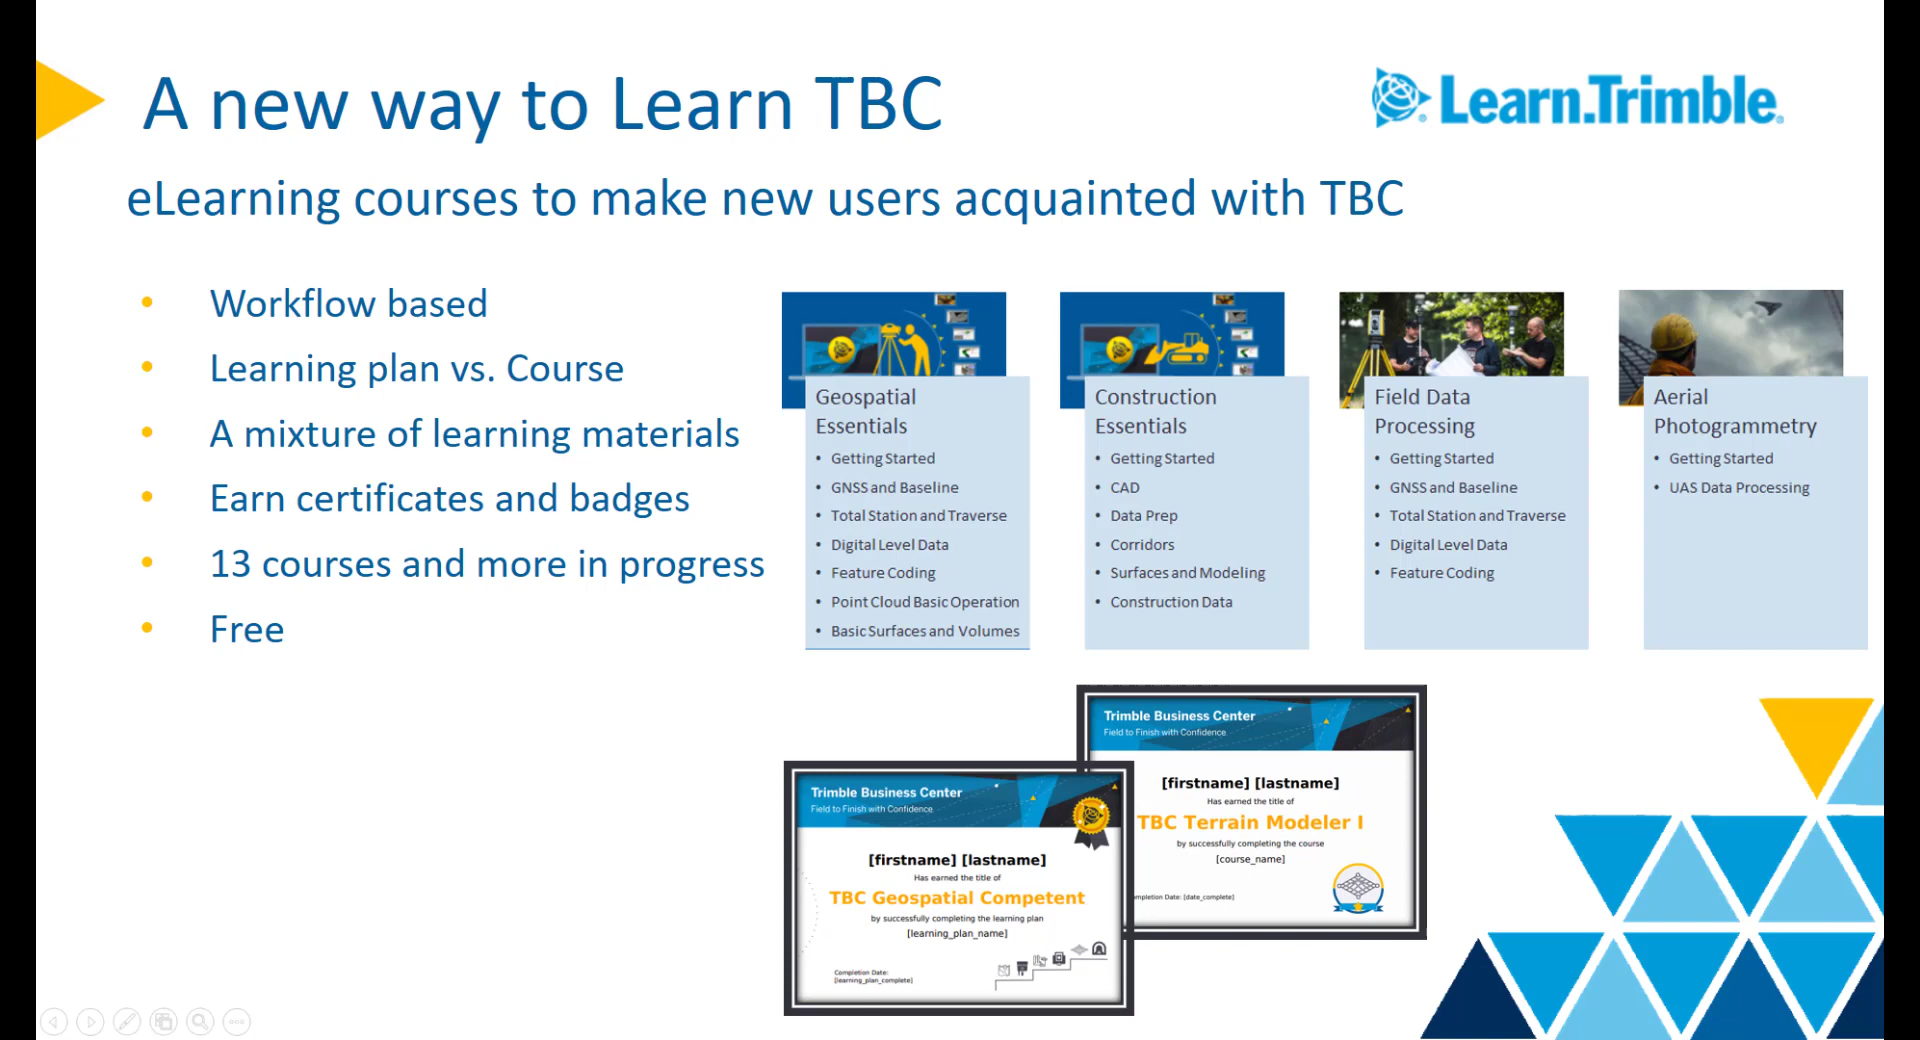 A new way to Learn TBC
Learn.Trimble
eLearning courses to make new users acquainted with TBC
• Workflow based
• Learning plan vs. Course
• A mixture of learning materials
• Earn certificates and badges
• 13 courses and more in progress
• Free
Geospatial
Essentials
• Getting Started
• GNSS and Baseline
• Total Station and Traverse
• Digital Level Data
• Feature Coding
• Point Cloud Basic Operation
• Basic Surfaces and Volumes
Construction
Essentials
• Getting Started
• CAD
• Data Prep
• Corridors
• Surfaces and Modeling
• Construction Data
Field Data
Processing
• Getting Started
• GNSS and Baseline
• Total Station and Traverse
• Digital Level Data
• Feature Coding
Aerial
Photogrammetry
• Getting Started
• UAS Data Processing
Trimble Business Center
Field to Finish with Confidence
[firstname] [lastname]
Has earned the title of
TBC Geospatial Competent
by successfully completing the learning plan
[learning_plan_name]
Completion Date:
[learning_plan_complete]
Trimble Business Center
Field to Finish with Confidence
[firstname] [lastname]
Has earned the title of
TBC Terrain Modeler I
by successfully completing the course
[course_name]
mpletion Date: [date_complete]